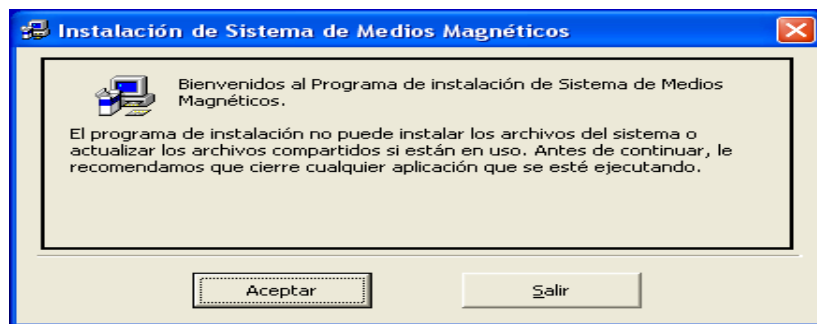 Instalación de Sistema de Medios Magnéticos
Bienvenidos al Programa de instalación de Sistema de Medios
Magnéticos.
El programa de instalación no puede instalar los archivos del sistema o
actualizar los archivos compartidos si están en uso. Antes de continuar, le
recomendamos que cierre cualquier aplicación que se esté ejecutando.
Aceptar
Salir